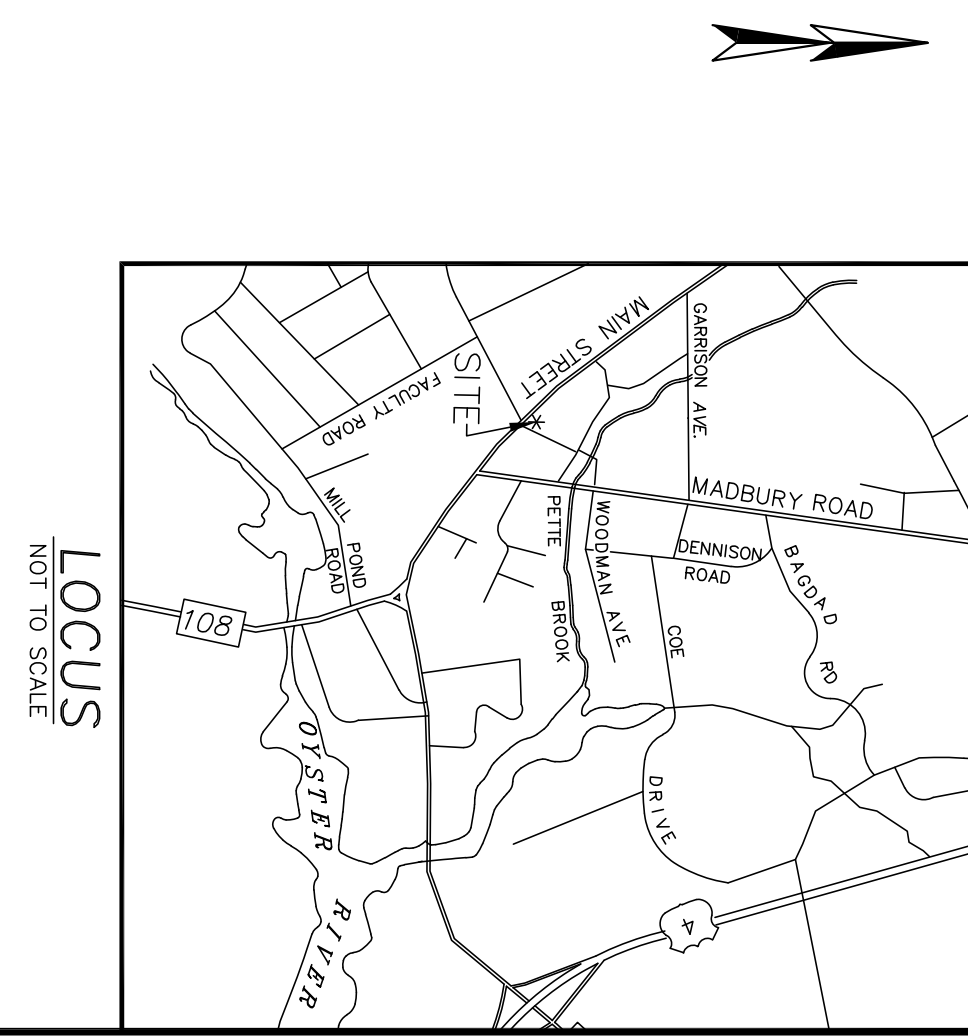 MAIN STREET
GARRISON AVE.
SITE
FACULTY ROAD
MADBURY ROAD
MILL
POND
ROAD
PETTE
BROOK
WOODMAN AVE
DENNISON
ROAD
BAGDAD
RD
COE
DRIVE
108
4
OYSTER
RIVER
LOCUS
NOT TO SCALE